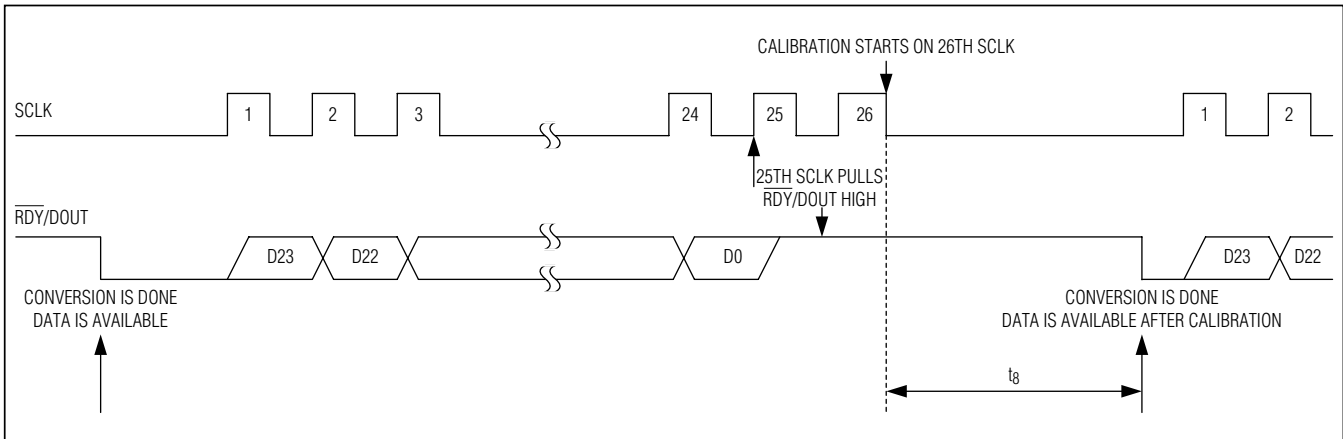 CALIBRATION STARTS ON 26TH SCLK
SCLK
1
2
3
24
25
26
1
2
25TH SCLK PULLS
RDY/DOUT HIGH
RDY/DOUT
D23
D22
D0
D23
D22
CONVERSION IS DONE
DATA IS AVAILABLE
CONVERSION IS DONE
DATA IS AVAILABLE AFTER CALIBRATION
t8